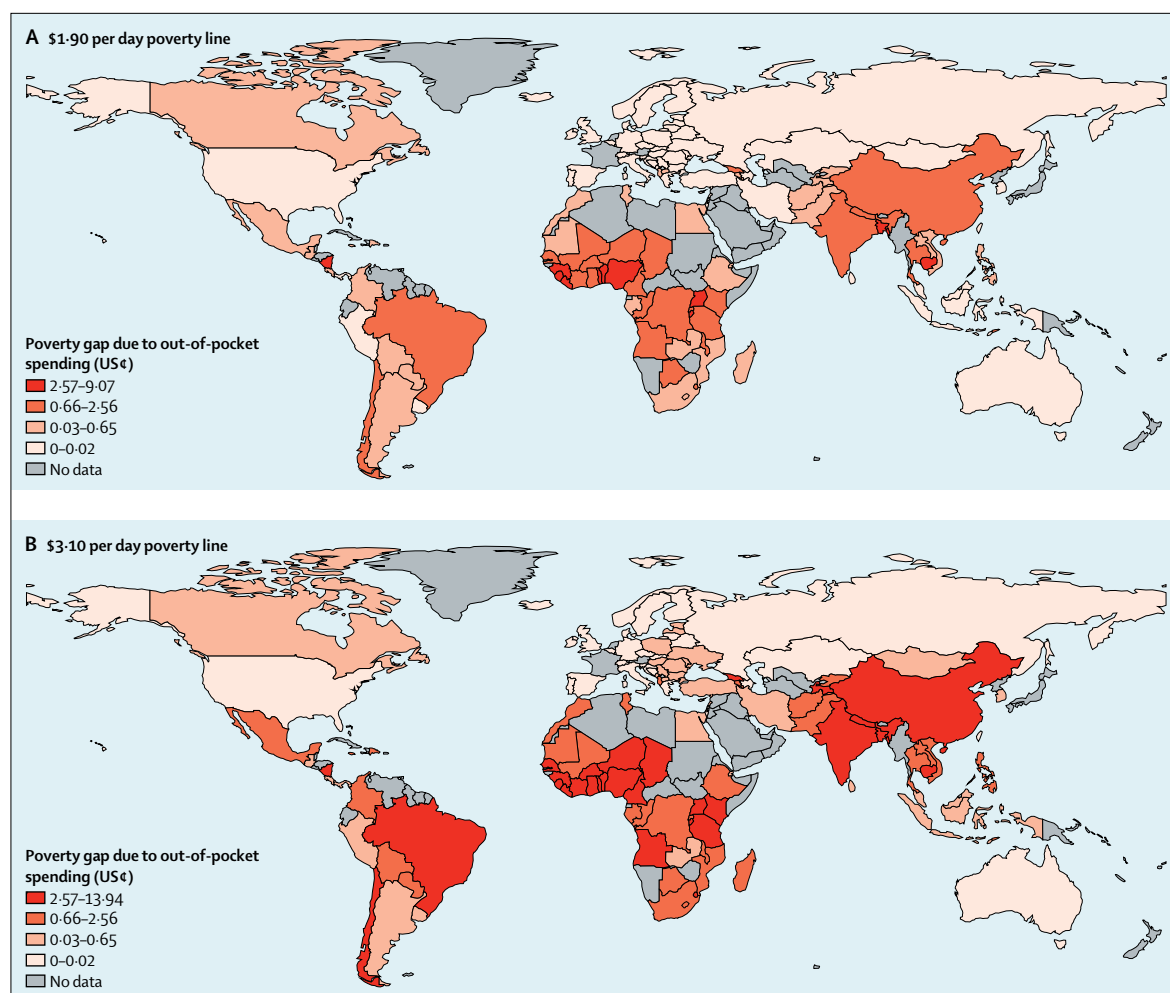 A $1·90 per day poverty line
Poverty gap due to out-of-pocket
spending (US¢)
2·57–9·07
0·66–2·56
0·03–0·65
0–0·02
No data
B $3·10 per day poverty line
Poverty gap due to out-of-pocket
spending (US¢)
2·57–13·94
0·66–2·56
0·03–0·65
0–0·02
No data